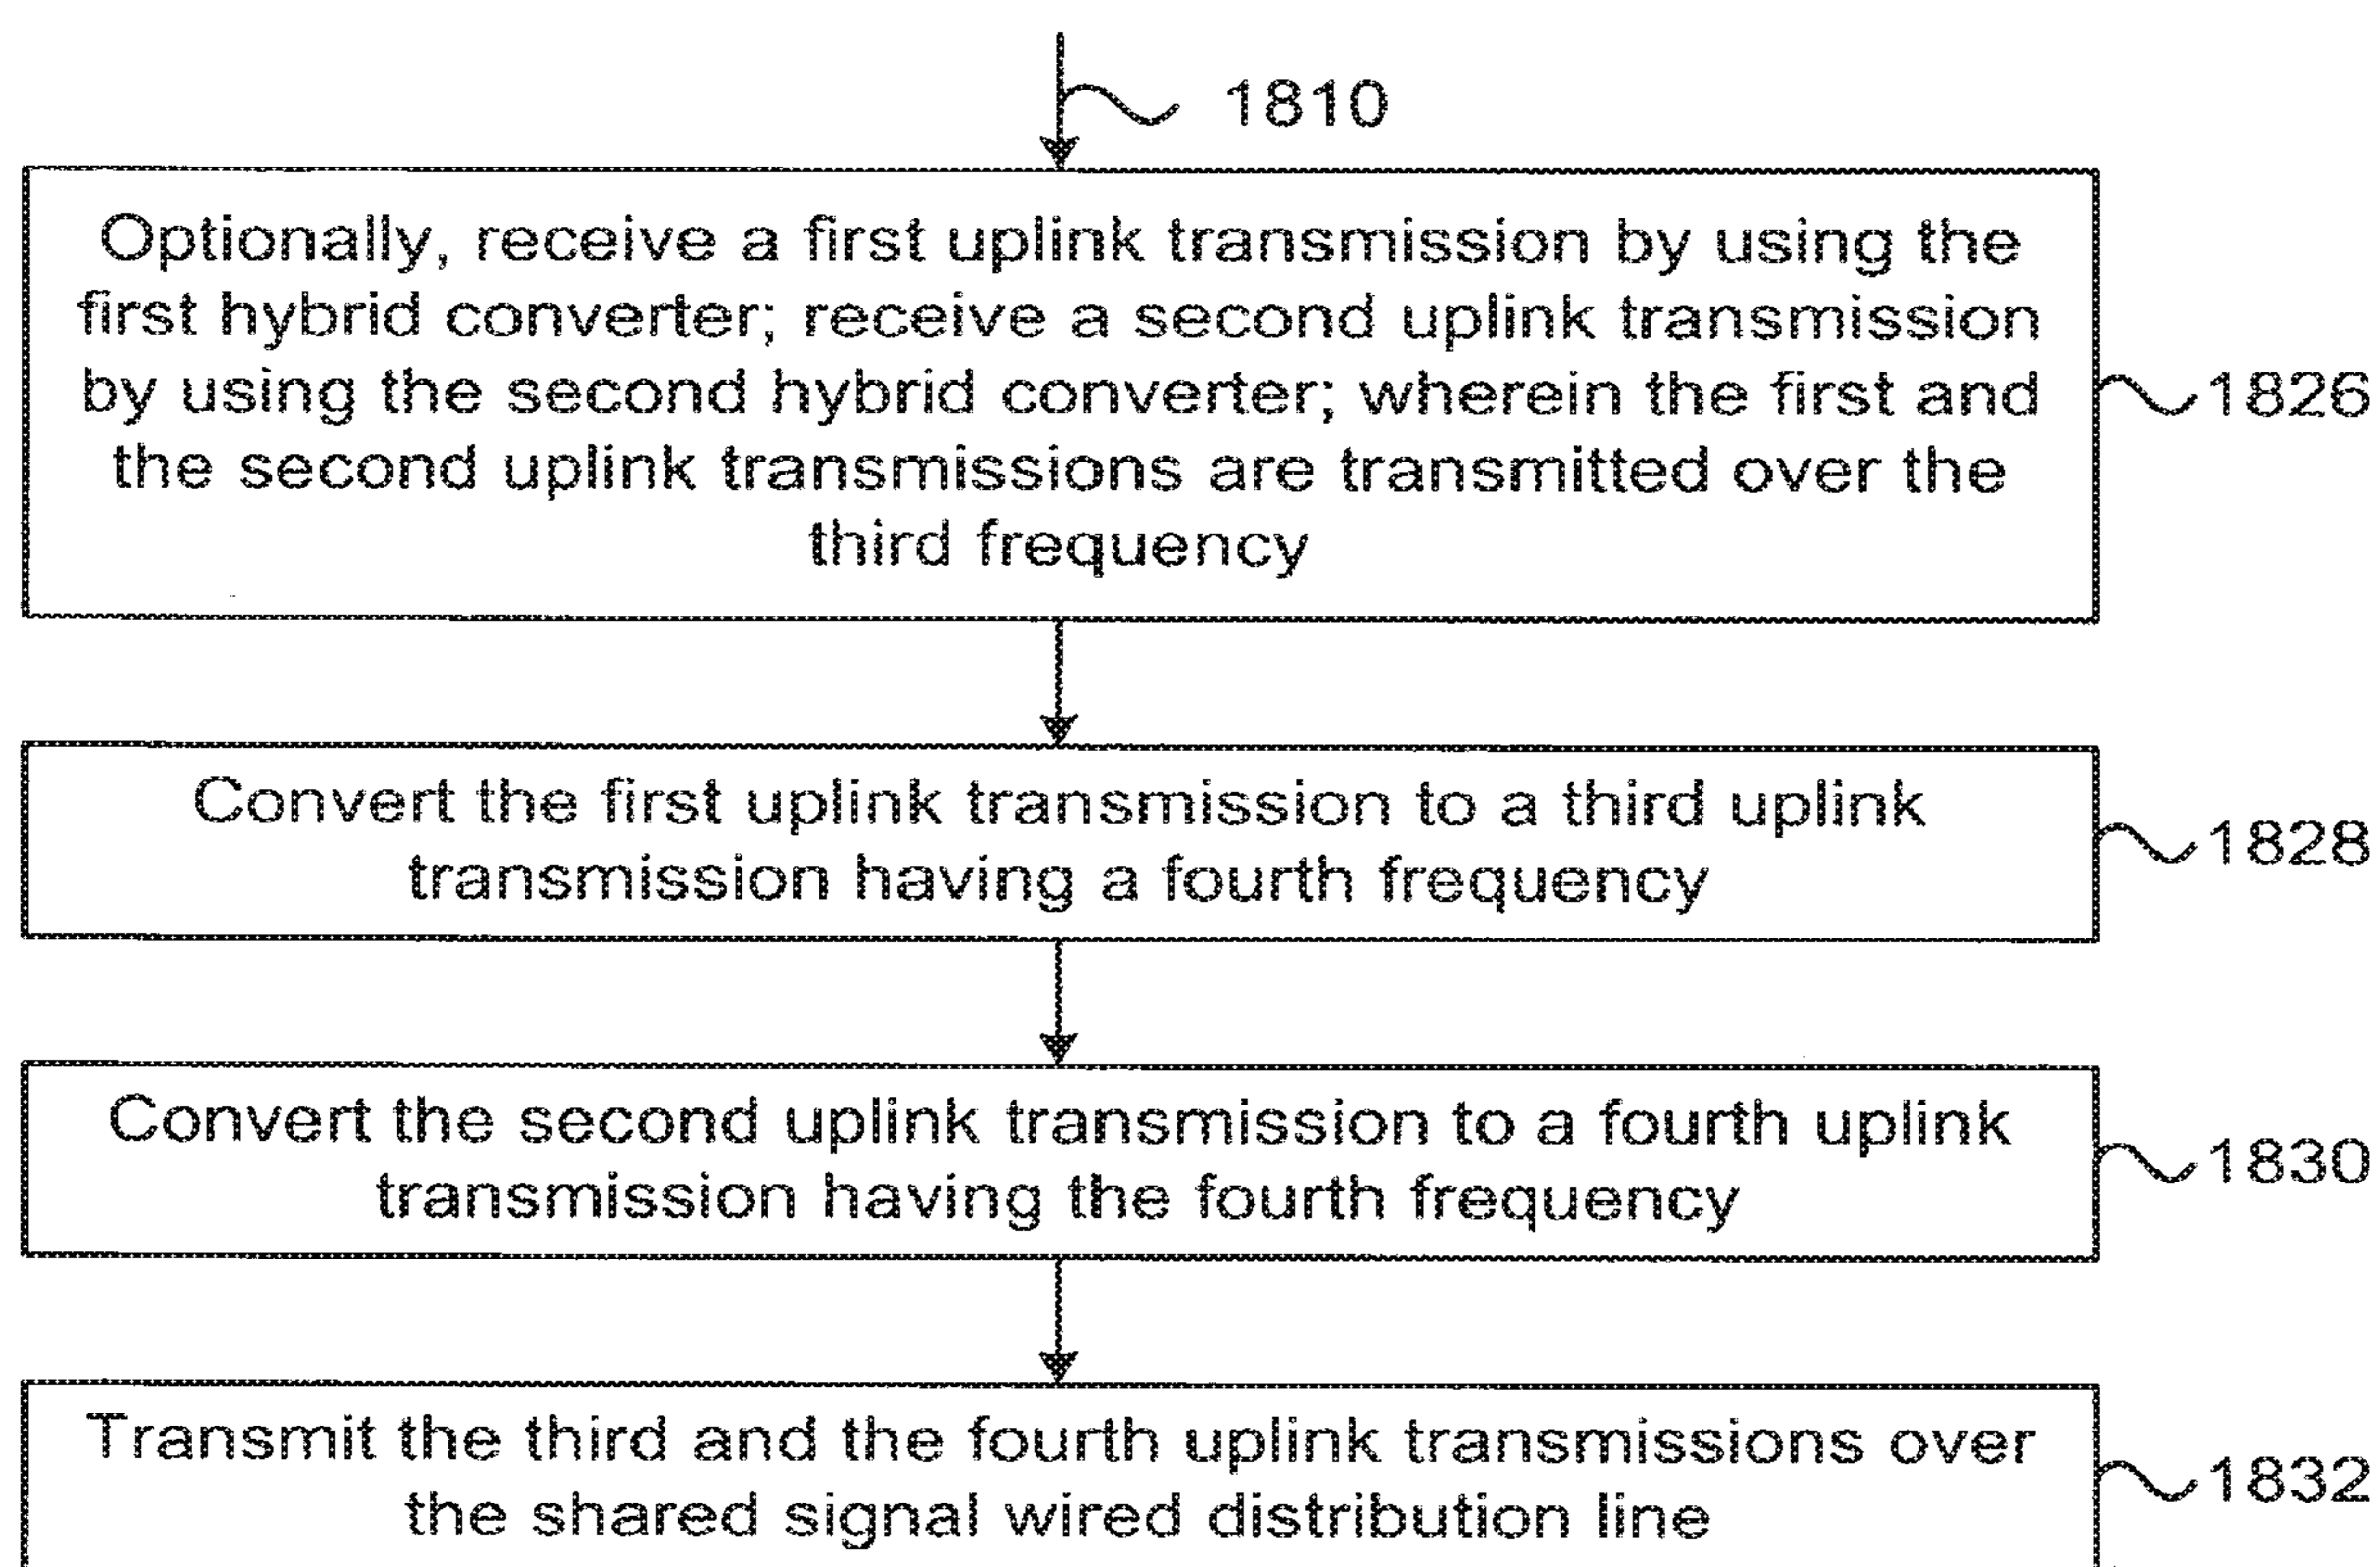 1810
Optionally, receive a first uplink transmission by using the
first hybrid converter; receive a second uplink transmission
by using the second hybrid converter; wherein the first and
the second uplink transmissions are transmitted over the
third frequency
1826
Convert the first uplink transmission to a third uplink
transmission having a fourth frequency
1828
Convert the second uplink transmission to a fourth uplink
transmission having the fourth frequency
1830
Transmit the third and the fourth uplink transmissions over
the shared signal wired distribution line
1832